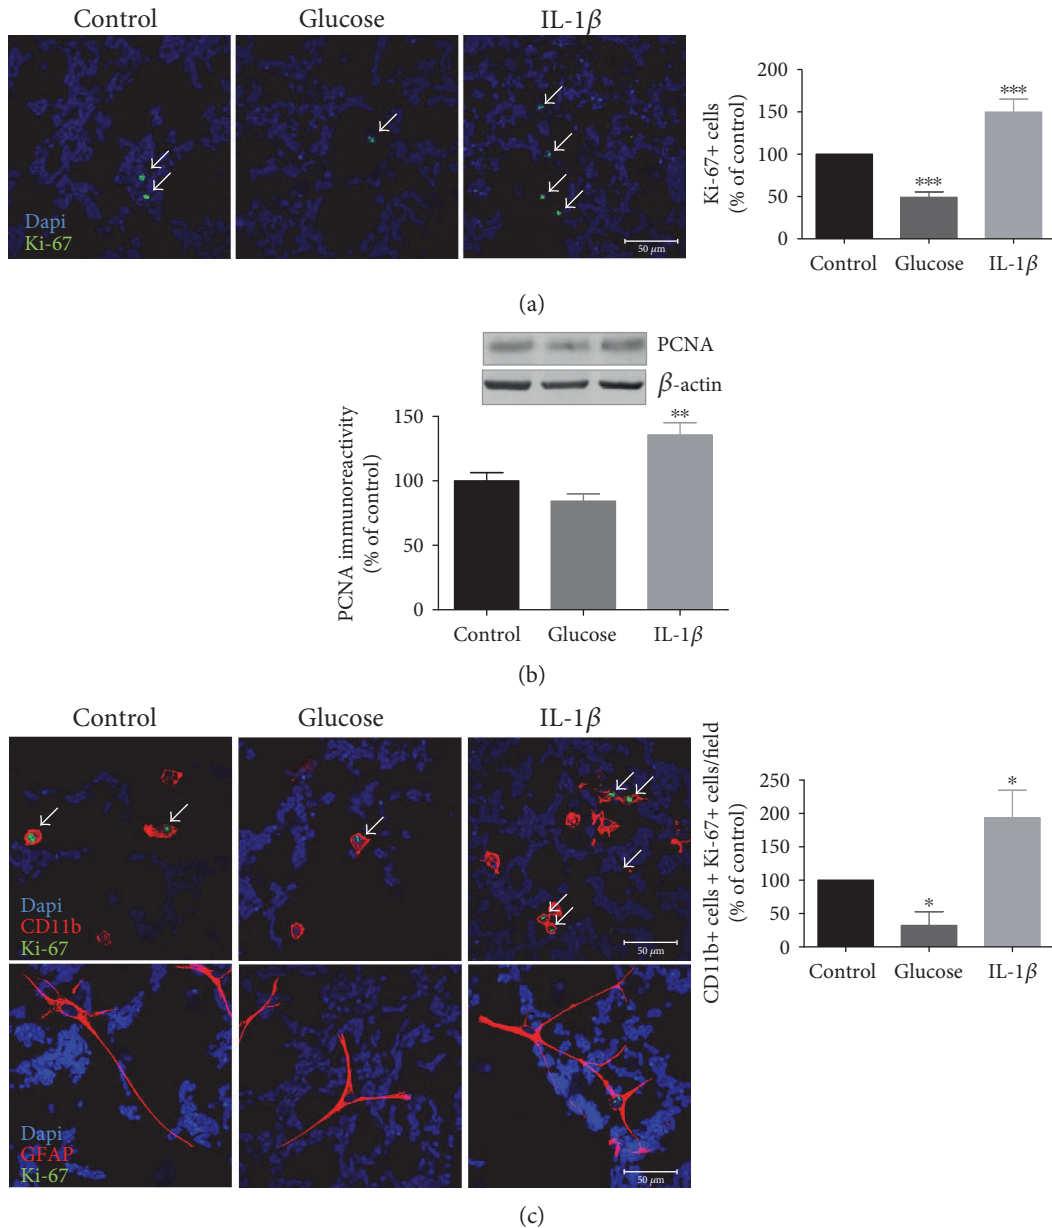 Control
Glucose
IL-1β
Dapi
Ki-67
50 μm
Ki-67+ cells
(% of control)
200
150
100
50
0
***
***
Control
Glucose
IL-1β
(a)
PCNA
β-actin
PCNA immunoreactivity
(% of control)
150
100
50
0
**
Control
Glucose
IL-1β
(b)
Control
Glucose
IL-1β
Dapi
CD11b
Ki-67
50 μm
Dapi
GFAP
Ki-67
50 μm
CD11b+ cells + Ki-67+ cells/field
(% of control)
250
200
150
100
50
0
*
*
Control
Glucose
IL-1β
(c)